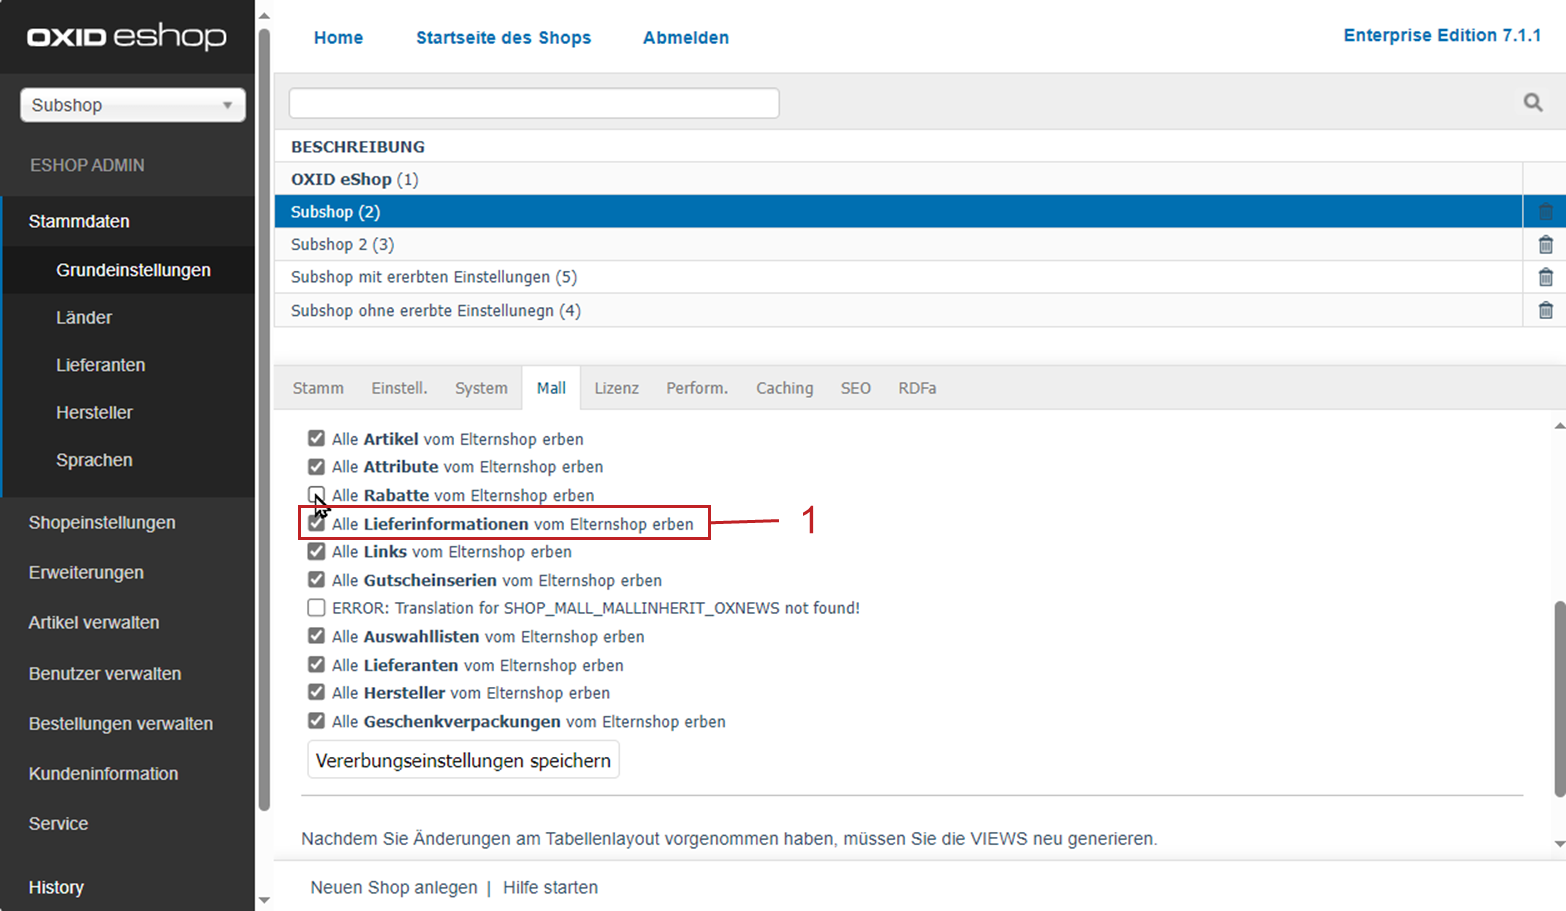 OXID eshop
Home Startseite des Shops Abmelden
Enterprise Edition 7.1.1
Subshop
ESHOP ADMIN
Stammdaten
Grundeinstellungen
Länder
Lieferanten
Hersteller
Sprachen
Shopeinstellungen
Erweiterungen
Artikel verwalten
Benutzer verwalten
Bestellungen verwalten
Kundeninformation
Service
History
BESCHREIBUNG
OXID eShop (1)
Subshop (2)
Subshop 2 (3)
Subshop mit ererbten Einstellungen (5)
Subshop ohne ererbte Einstellunegn (4)
Stamm Einstell. System Mall Lizenz Perform. Caching SEO RDFa
Alle Artikel vom Elternshop erben
Alle Attribute vom Elternshop erben
Alle Rabatte vom Elternshop erben
Alle Lieferinformationen vom Elternshop erben
1
Alle Links vom Elternshop erben
Alle Gutscheinserien vom Elternshop erben
ERROR: Translation for SHOP_MALL_MALLINHERIT_OXNEWS not found!
Alle Auswahllisten vom Elternshop erben
Alle Lieferanten vom Elternshop erben
Alle Hersteller vom Elternshop erben
Alle Geschenkverpackungen vom Elternshop erben
Vererbungseinstellungen speichern
Nachdem Sie Änderungen am Tabellenlayout vorgenommen haben, müssen Sie die VIEWS neu generieren.
Neuen Shop anlegen | Hilfe starten